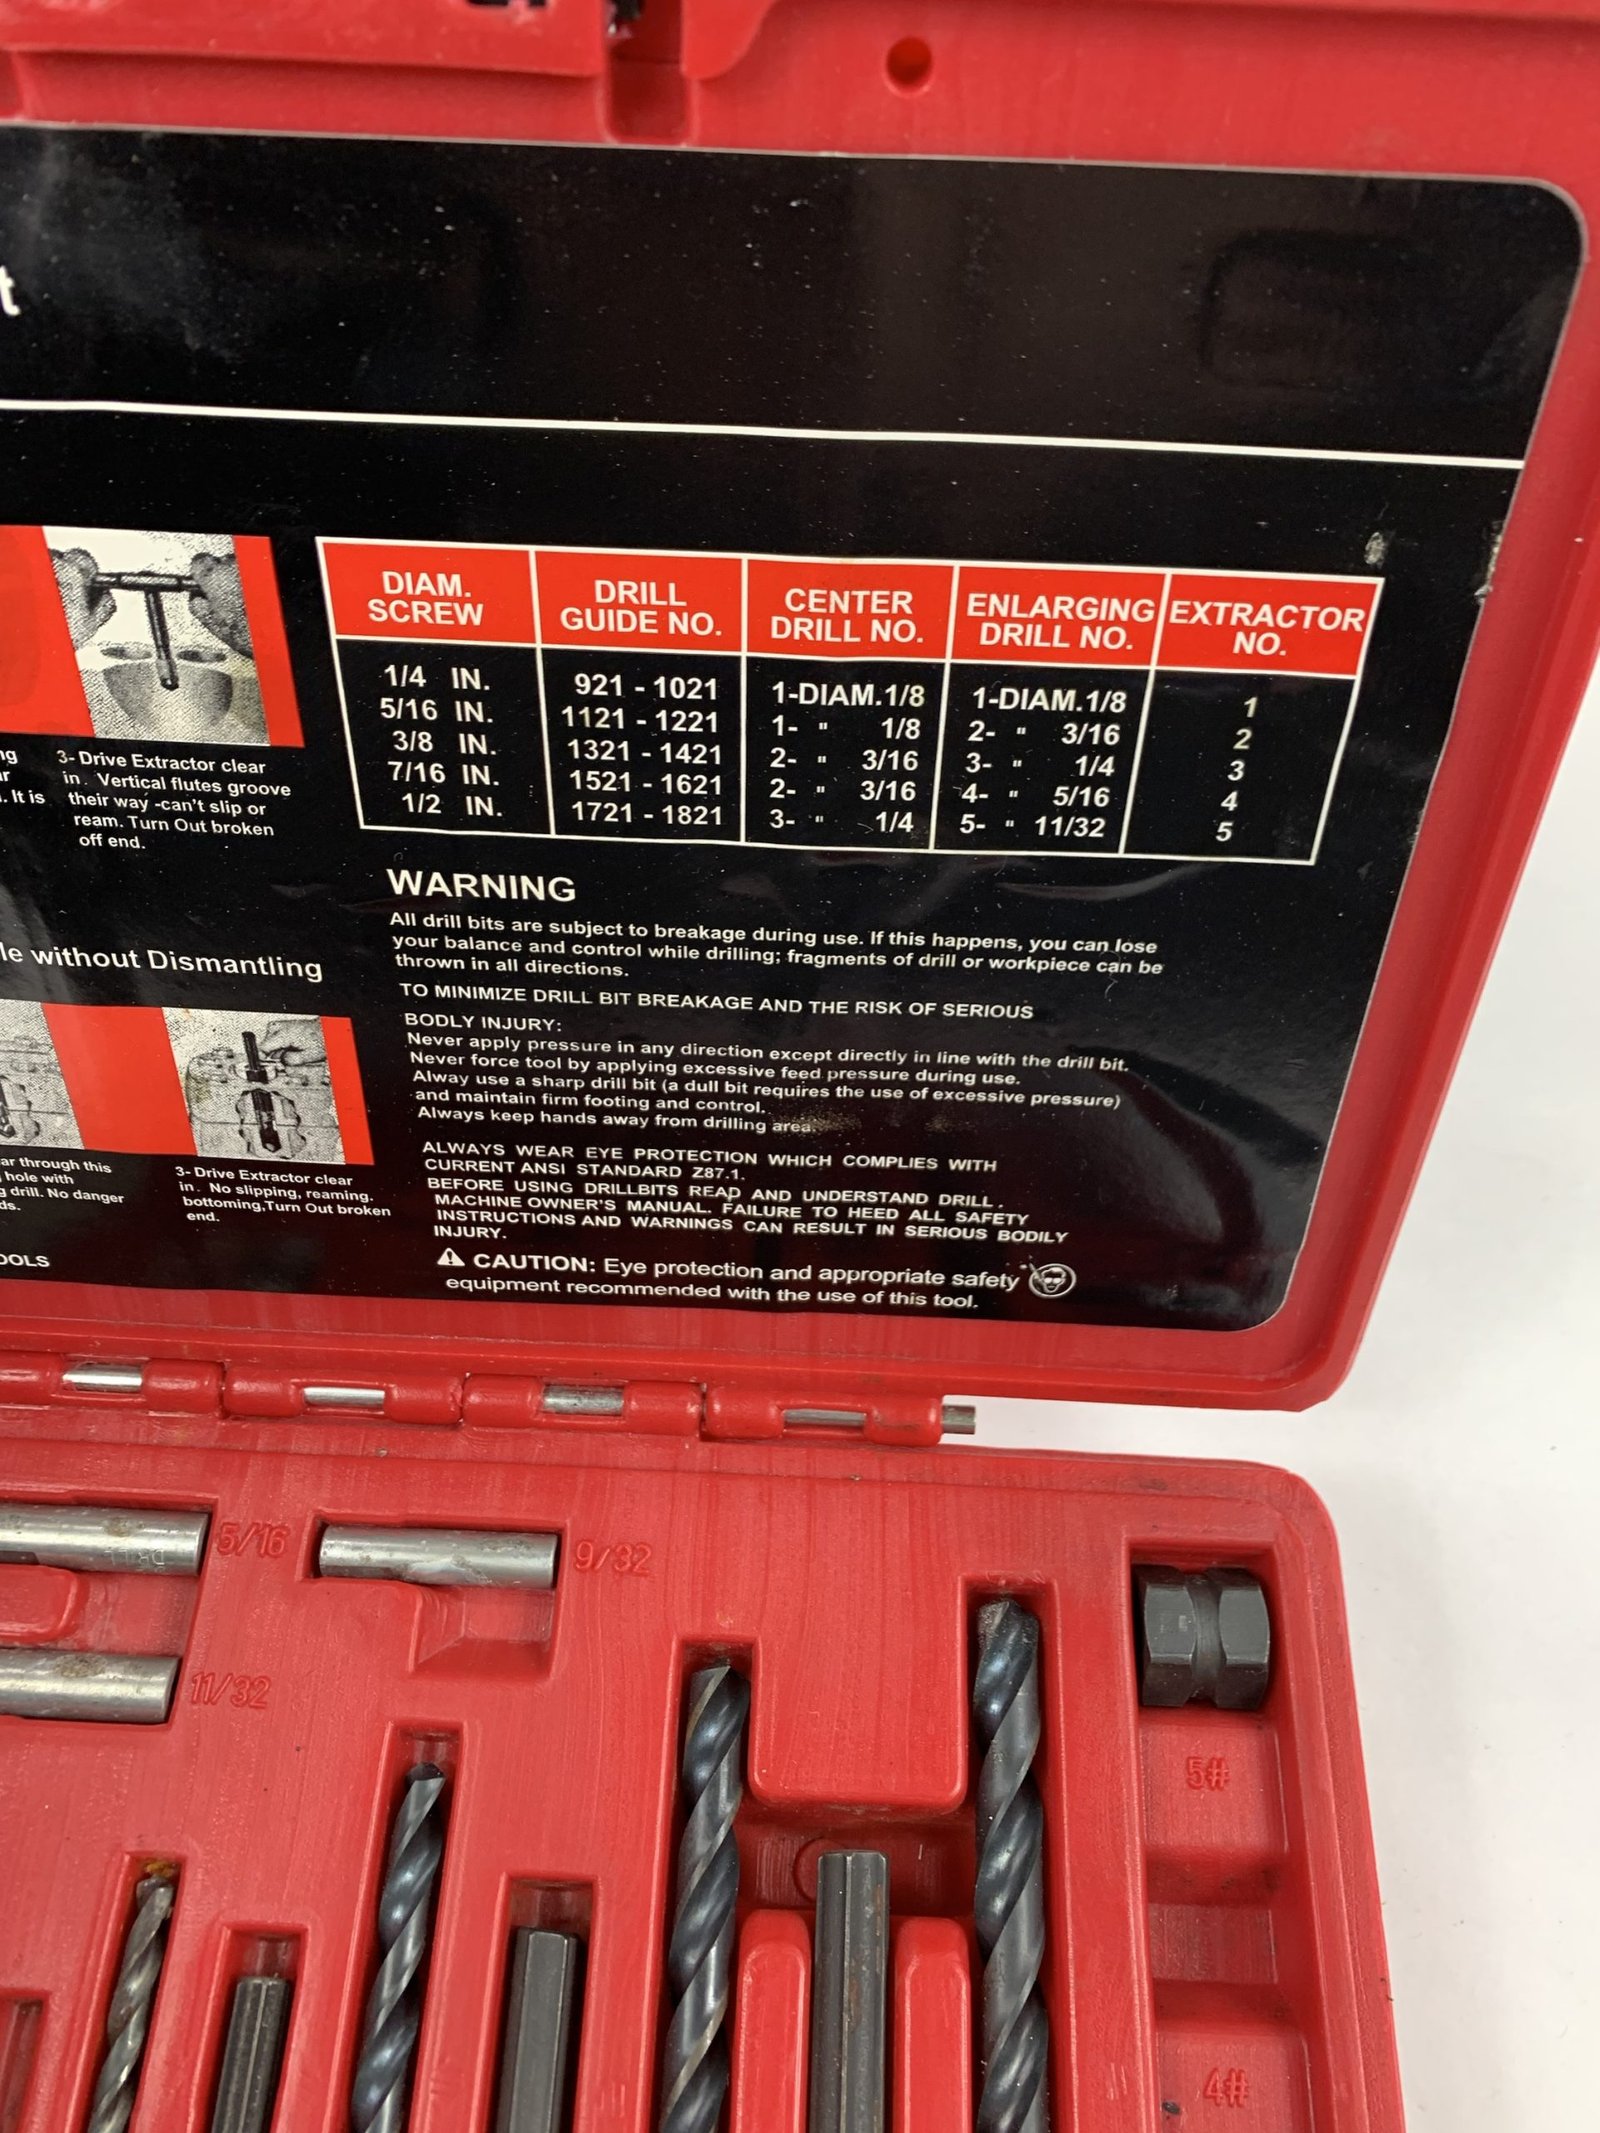 t
DIAM. SCREW DRILL GUIDE NO. CENTER DRILL NO. ENLARGING DRILL NO. EXTRACTOR NO.
1/4 IN. 921 - 1021 1-DIAM.1/8 1-DIAM.1/8 1
5/16 IN. 1121 - 1221 1- " 1/8 2- " 3/16 2
3/8 IN. 1321 - 1421 2- " 3/16 3- " 1/4 3
7/16 IN. 1521 - 1621 2- " 3/16 4- " 5/16 4
1/2 IN. 1721 - 1821 3- " 1/4 5- " 11/32 5
3- Drive Extractor clear
in. Vertical flutes groove
their way -can't slip or
ream. Turn Out broken
off end.
. It is
WARNING
All drill bits are subject to breakage during use. If this happens, you can lose
your balance and control while drilling; fragments of drill or workpiece can be
thrown in all directions.
TO MINIMIZE DRILL BIT BREAKAGE AND THE RISK OF SERIOUS
BODLY INJURY:
Never apply pressure in any direction except directly in line with the drill bit.
Never force tool by applying excessive feed pressure during use.
Alway use a sharp drill bit (a dull bit requires the use of excessive pressure)
and maintain firm footing and control.
Always keep hands away from drilling area.
ALWAYS WEAR EYE PROTECTION WHICH COMPLIES WITH
CURRENT ANSI STANDARD Z87.1.
BEFORE USING DRILLBITS READ AND UNDERSTAND DRILL.
MACHINE OWNER'S MANUAL. FAILURE TO HEED ALL SAFETY
INSTRUCTIONS AND WARNINGS CAN RESULT IN SERIOUS BODILY
INJURY.
CAUTION: Eye protection and appropriate safety
equipment recommended with the use of this tool.
le without Dismantling
ar through this
hole with
g drill. No danger
ds.
3- Drive Extractor clear
in. No slipping, reaming.
bottoming,Turn Out broken
end.
OOLS
5/16
9/32
11/32
5#
4#